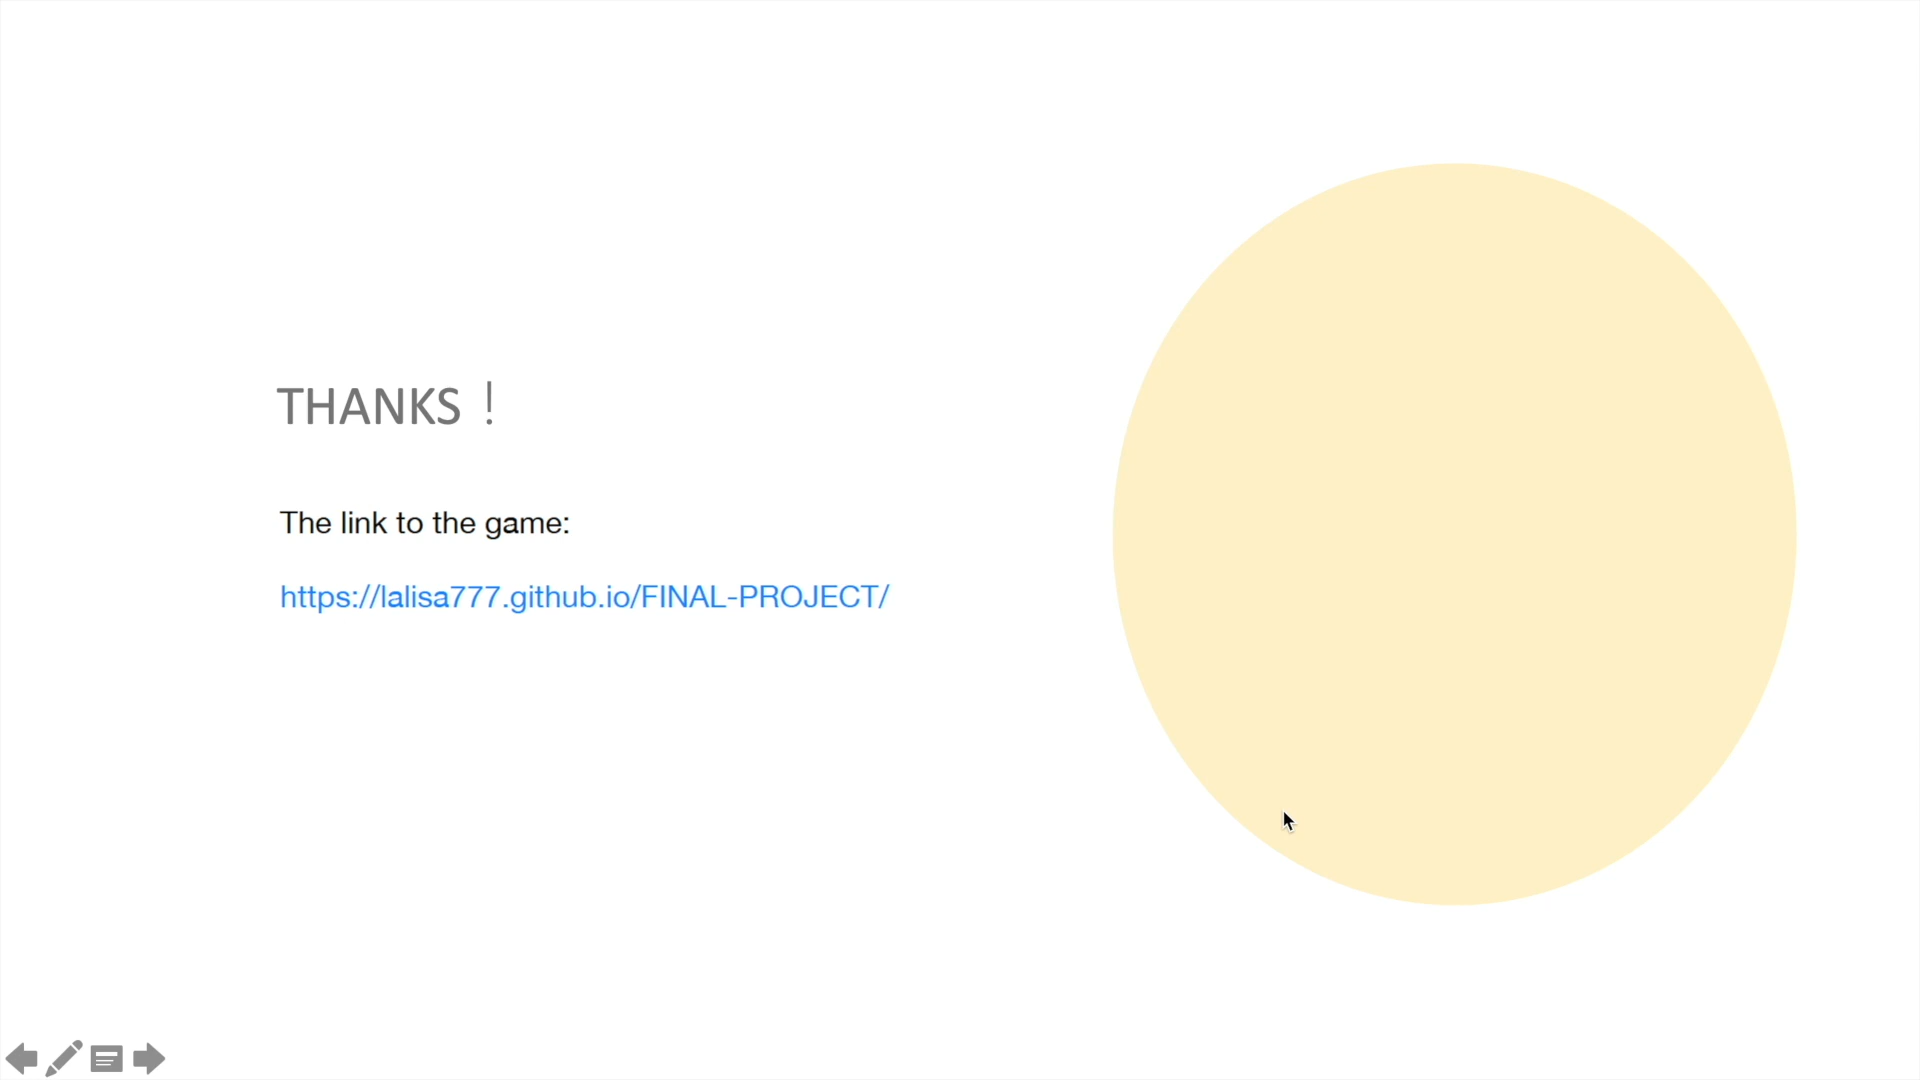 THANKS！
The link to the game:
https://lalisa777.github.io/FINAL-PROJECT/